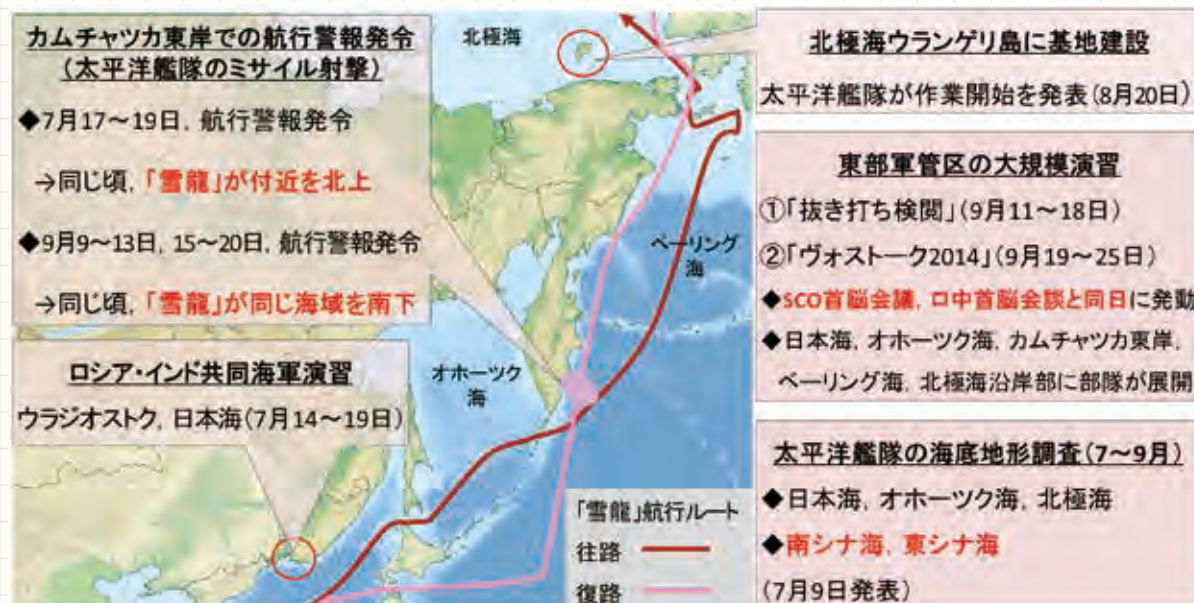 カムチャツカ東岸での航行警報発令
（太平洋艦隊のミサイル射撃）
◆7月17～19日，航行警報発令
→同じ頃，「雪龍」が付近を北上
◆9月9～13日，15～20日，航行警報発令
→同じ頃，「雪龍」が同じ海域を南下
ロシア・インド共同海軍演習
ウラジオストク，日本海（7月14～19日）
北極海
ベーリング
海
オホーツク
海
「雪龍」航行ルート
往路
復路
北極海ウランゲリ島に基地建設
太平洋艦隊が作業開始を発表（8月20日）
東部軍管区の大規模演習
①「抜き打ち検閲」（9月11～18日）
②「ヴォストーク2014」（9月19～25日）
◆SCO首脳会議，ロ中首脳会談と同日に発動
◆日本海，オホーツク海，カムチャツカ東岸，
ベーリング海，北極海沿岸部に部隊が展開
太平洋艦隊の海底地形調査（7～9月）
◆日本海，オホーツク海，北極海
◆南シナ海，東シナ海
（7月9日発表）